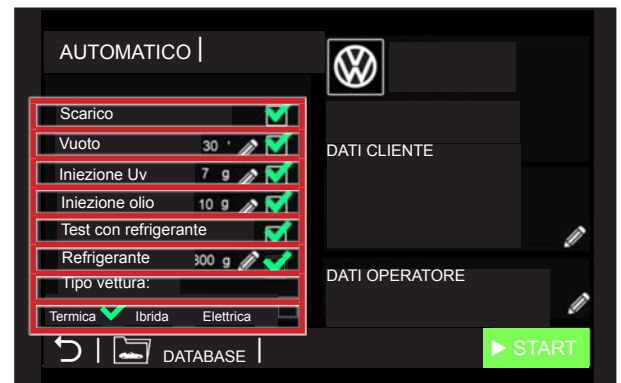 AUTOMATICO
Scarico
Vuoto 30 '
Iniezione Uv 7 g
Iniezione olio 10 g
Test con refrigerante
Refrigerante 300 g
Tipo vettura:
Termica Ibrida Elettrica
DATI CLIENTE
DATI OPERATORE
DATABASE
START